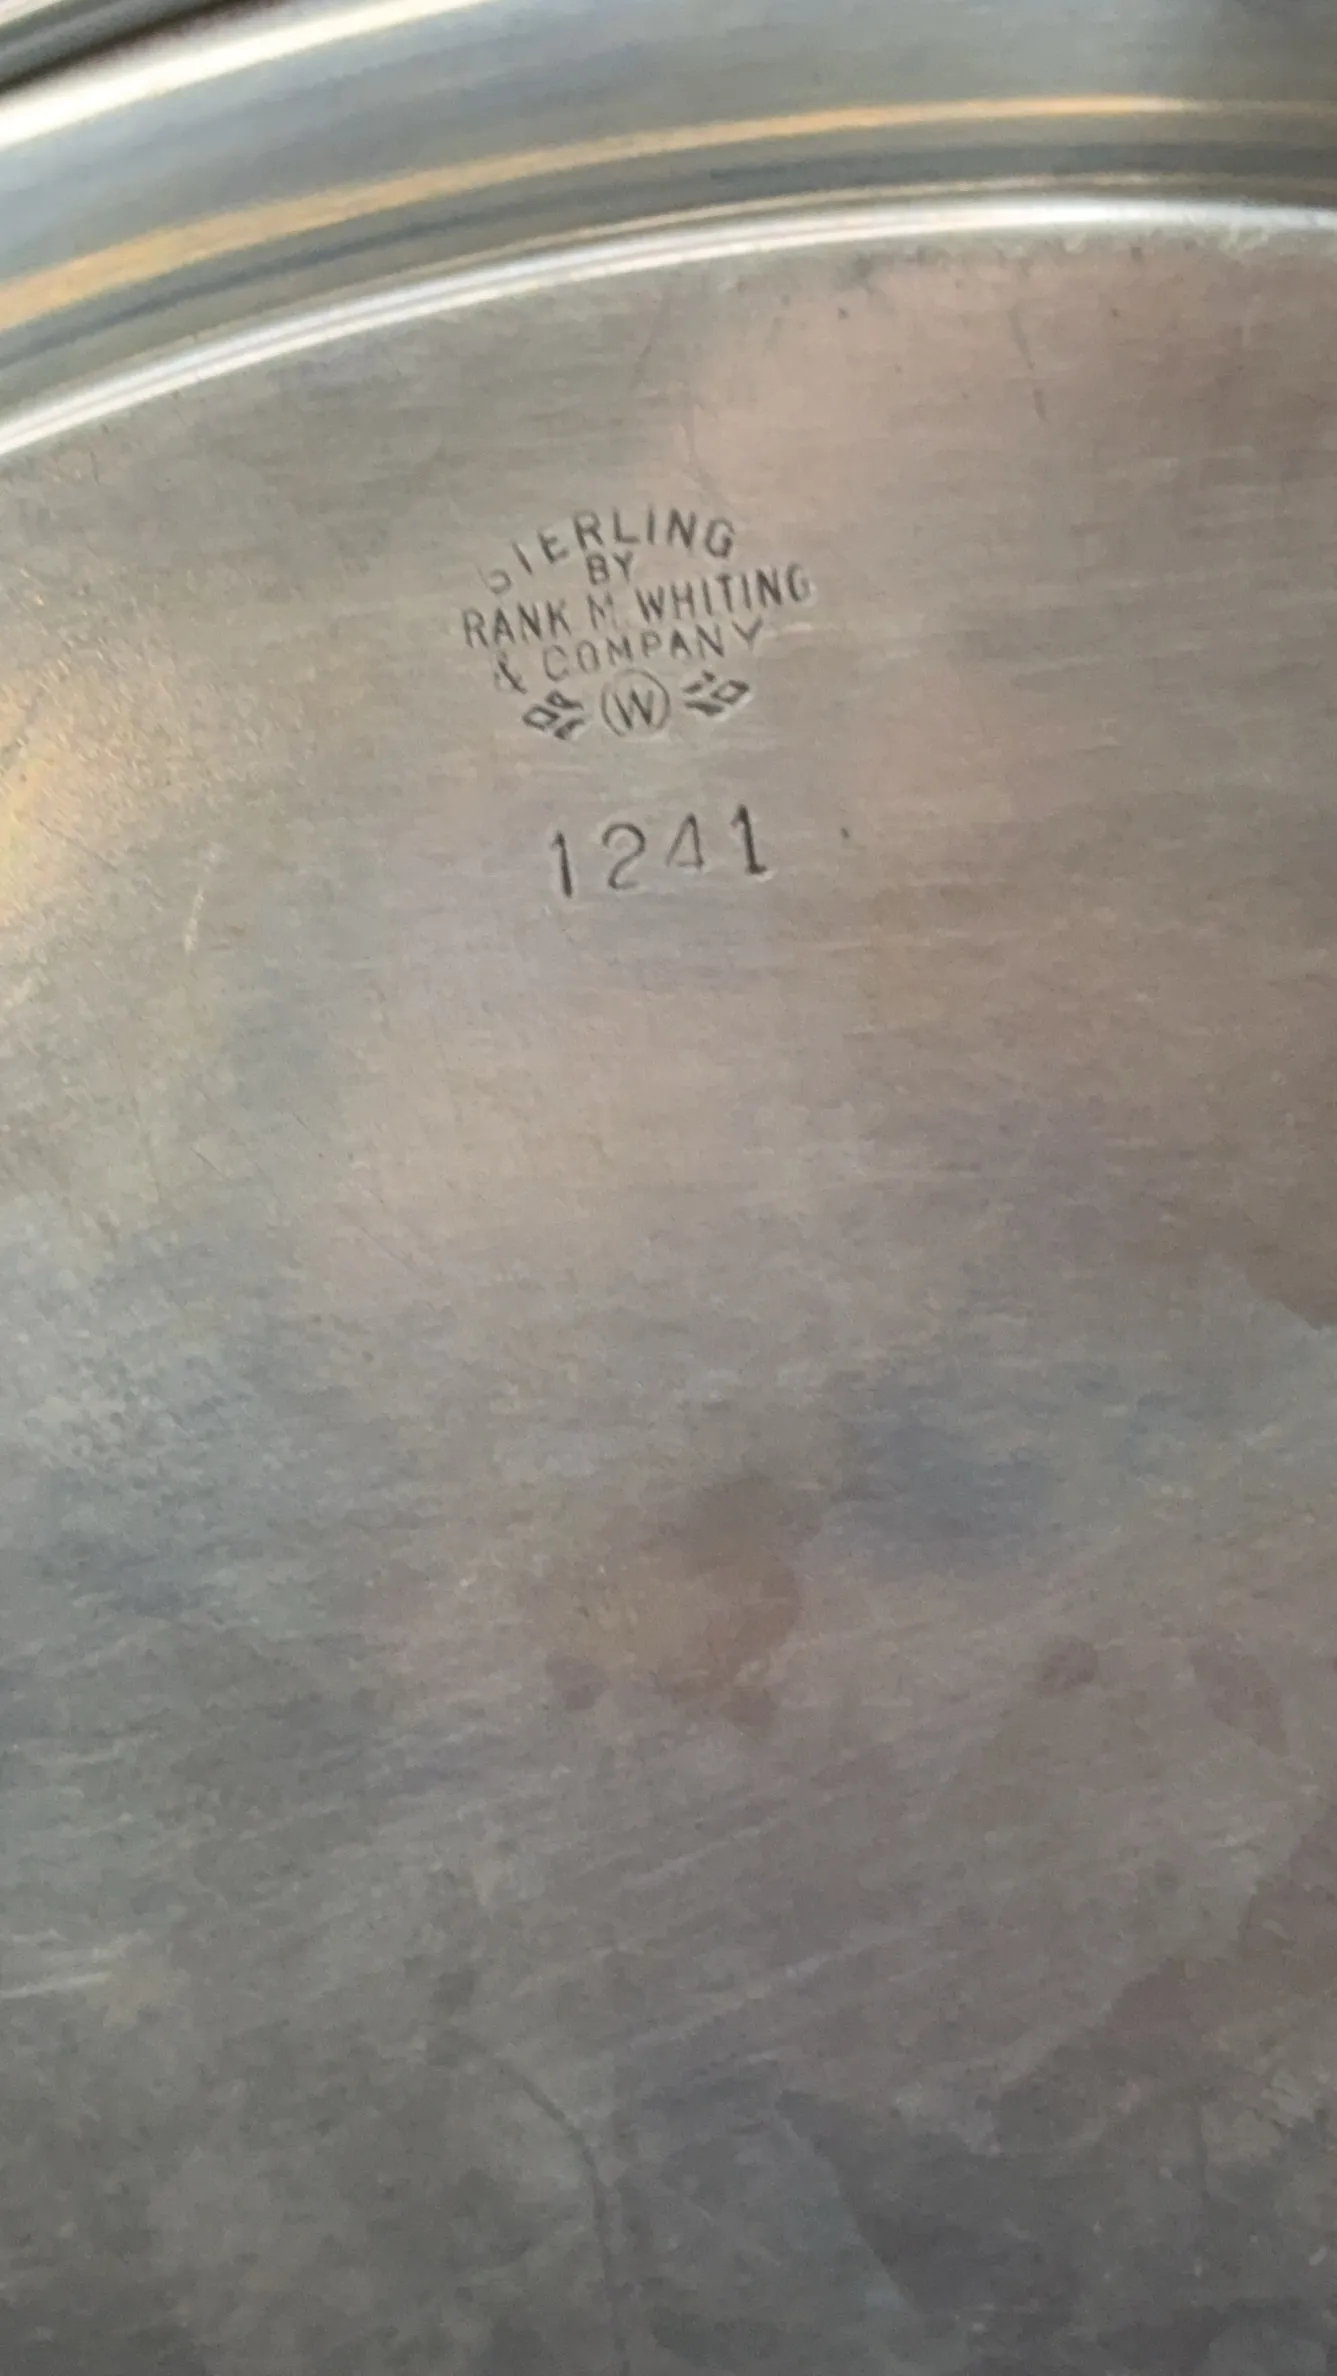 STERLING
BY
RANK M. WHITING
& COMPANY
W
1241